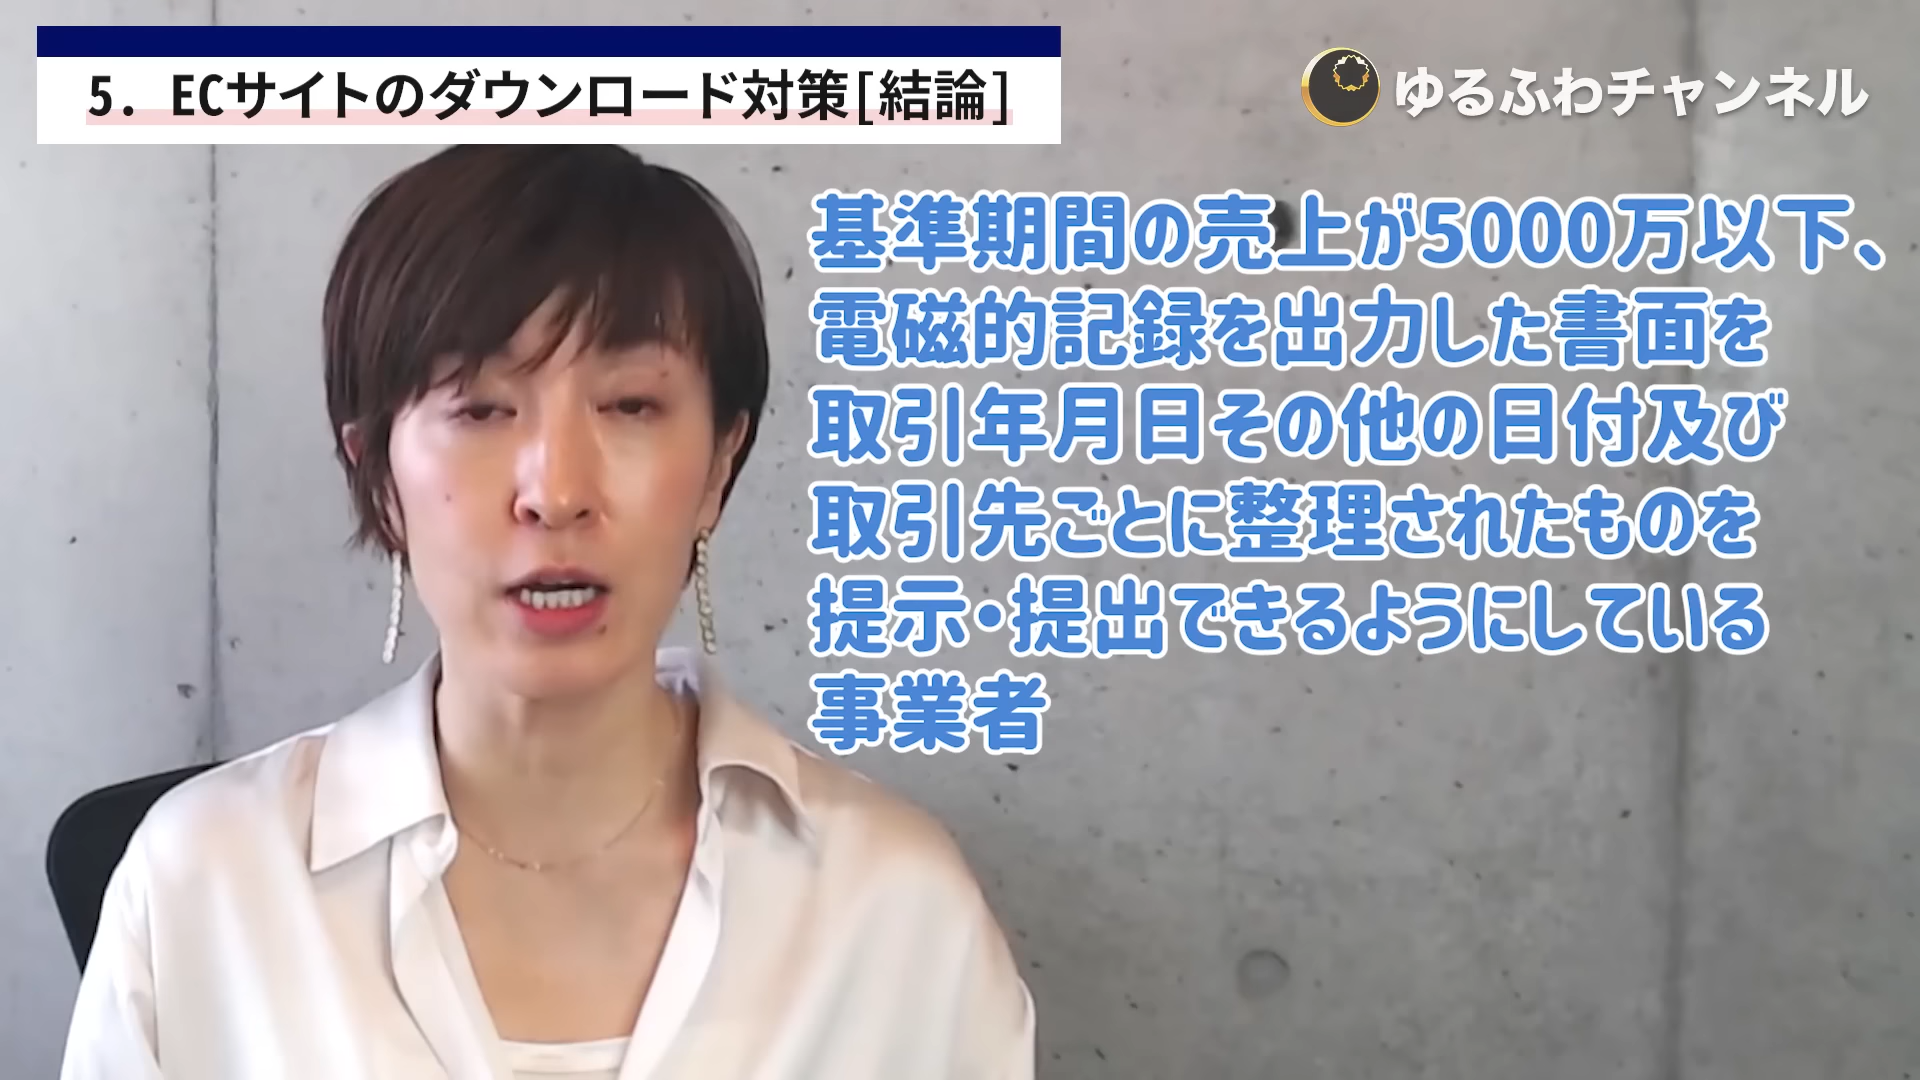 5. ECサイトのダウンロード対策[結論]
ゆるふわチャンネル
基準期間の売上が5000万以下、
電磁的記録を出力した書面を
取引年月日その他の日付及び
取引先ごとに整理されたものを
提示・提出できるようにしている
事業者